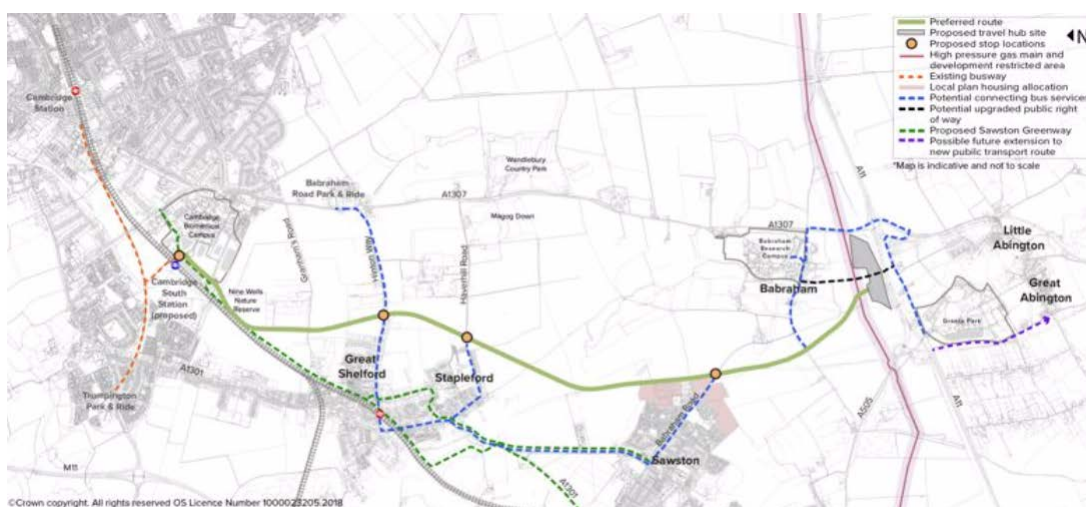 Preferred route
Proposed travel hub site
Proposed stop locations
High pressure gas main and
development restricted area
Existing busway
Local plan housing allocation
Potential connecting bus services
Potential upgraded public right
of way
Proposed Sawston Greenway
Possible future extension to
new public transport route
*Map is indicative and not to scale
N
Cambridge
Station
Babraham
Road Park & Ride
A1307
Wandlebury
Country Park
A11
Cambridge
Biomedical
Campus
Granham's Road
Hinton Way
Haverhill Road
Magog Down
A1307
Babraham
Research
Campus
Little
Abington
Cambridge
South
Station
(proposed)
Nine Wells
Nature
Reserve
Babraham
Great
Abington
Granta Park
Great
Shelford
Stapleford
A1301
Trumpington
Park & Ride
A505
A11
Babraham Road
Sawston
M11
A1301
©Crown copyright. All rights reserved OS Licence Number 1000023205.2018